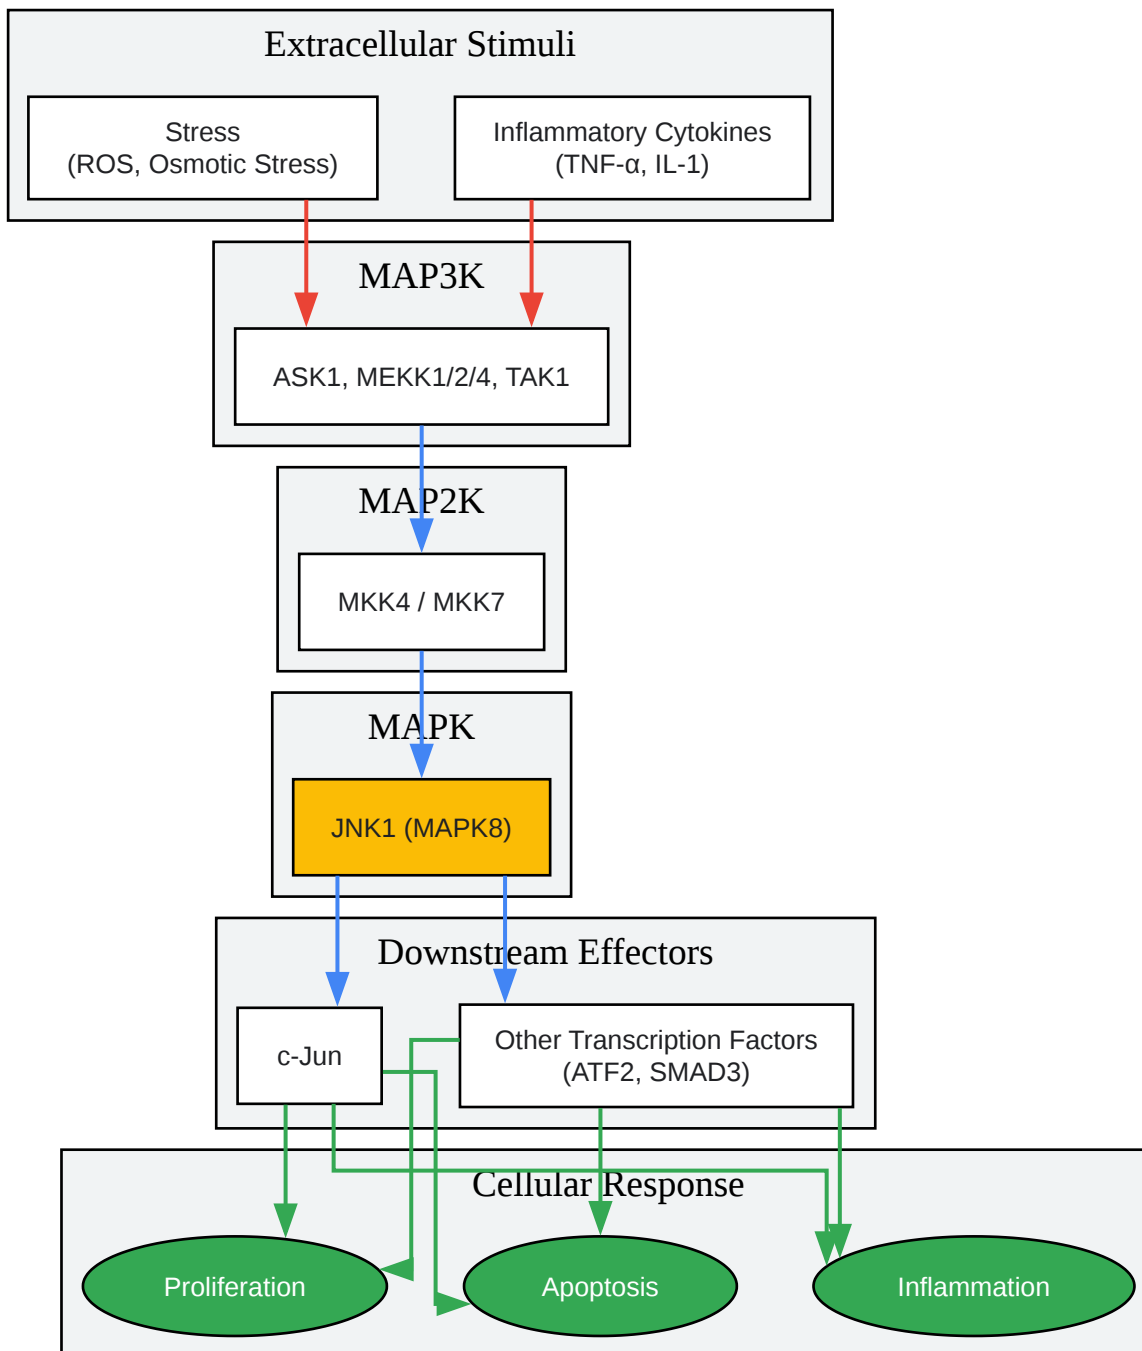 Extracellular Stimuli
Stress
(ROS, Osmotic Stress)
Inflammatory Cytokines
(TNF-α, IL-1)
MAP3K
ASK1, MEKK1/2/4, TAK1
MAP2K
MKK4 / MKK7
MAPK
JNK1 (MAPK8)
Downstream Effectors
c-Jun
Other Transcription Factors
(ATF2, SMAD3)
Cellular Response
Proliferation
Apoptosis
Inflammation